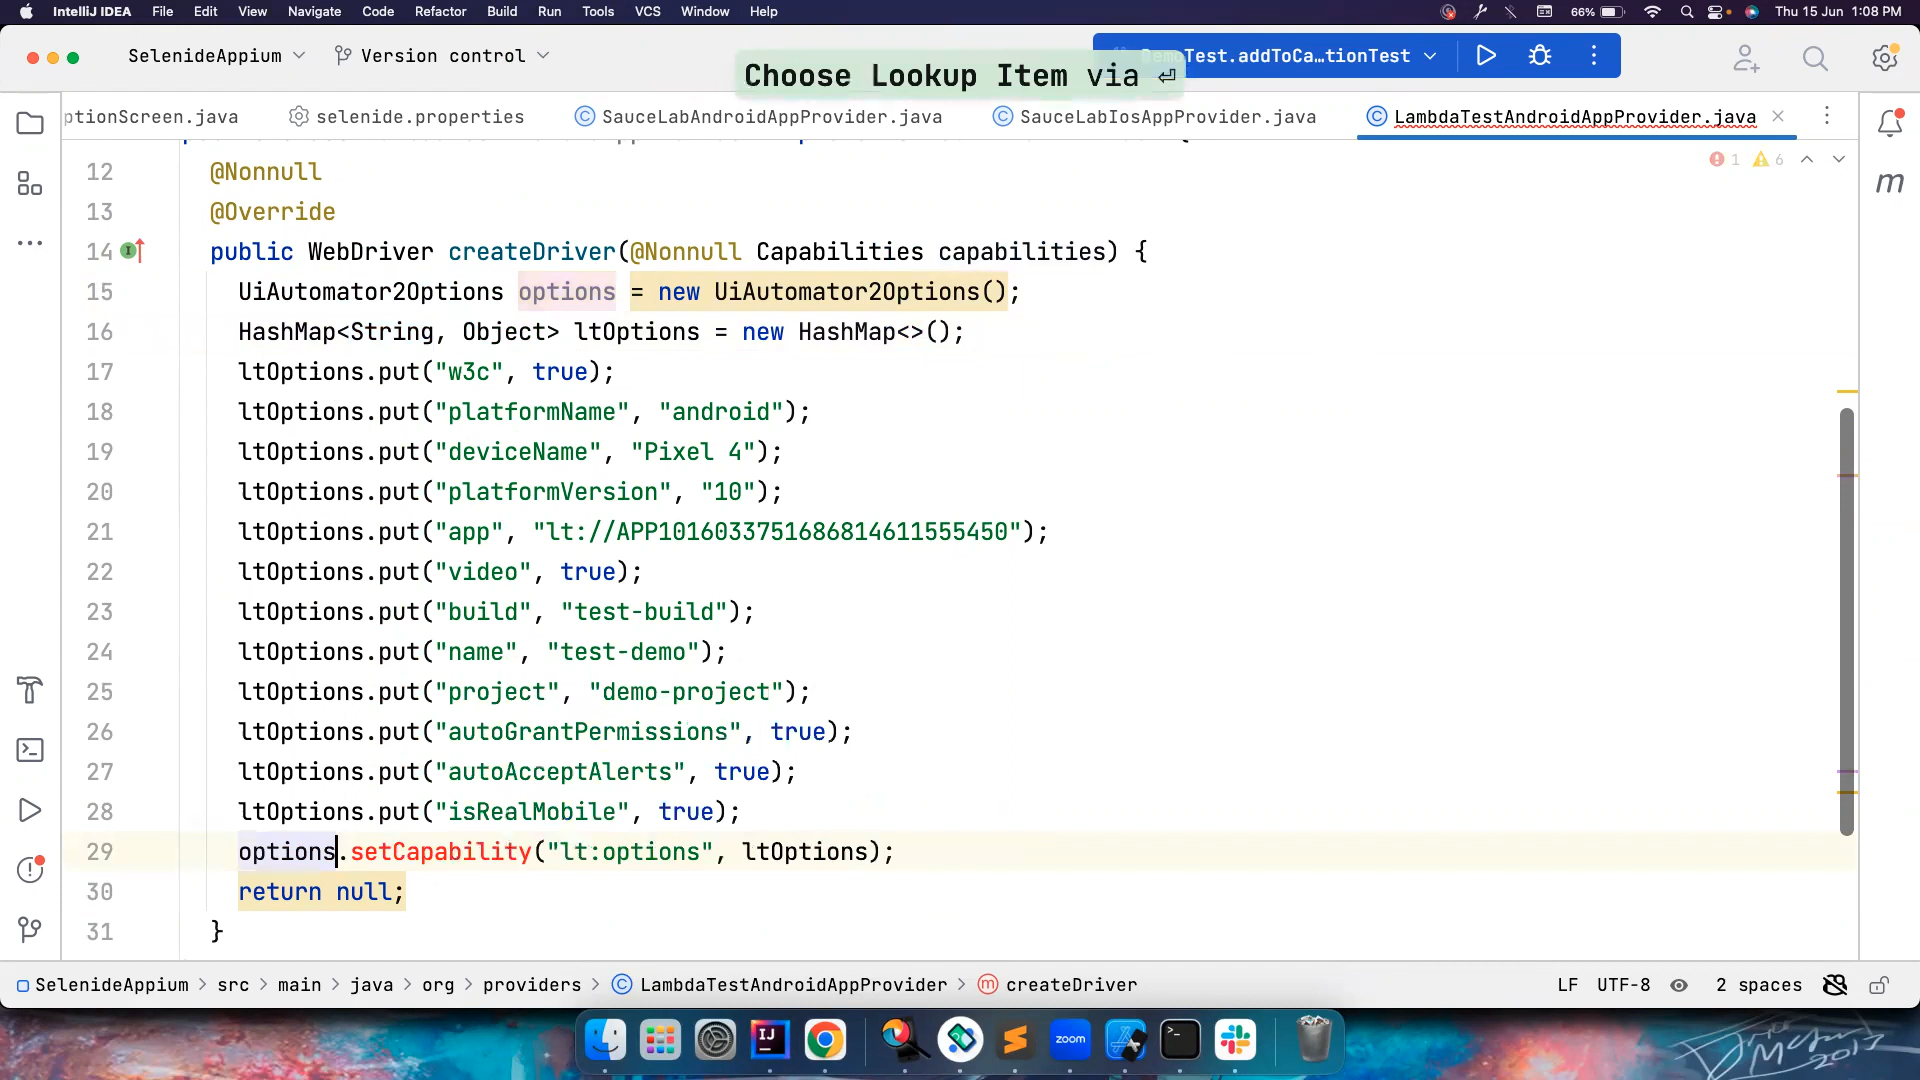 IntelliJ IDEA File Edit View Navigate Code Refactor Build Run Tools VCS Window Help 66% Thu 15 Jun 1:08 PM
SelenideAppium Version control Choose Lookup Item via ⏎ moTest.addToCa…tionTest
ptionScreen.java selenide.properties SauceLabAndroidAppProvider.java SauceLabIosAppProvider.java LambdaTestAndroidAppProvider.java
1 6
12 @Nonnull
13 @Override
14 public WebDriver createDriver(@Nonnull Capabilities capabilities) {
15 UiAutomator2Options options = new UiAutomator2Options();
16 HashMap<String, Object> ltOptions = new HashMap<>();
17 ltOptions.put("w3c", true);
18 ltOptions.put("platformName", "android");
19 ltOptions.put("deviceName", "Pixel 4");
20 ltOptions.put("platformVersion", "10");
21 ltOptions.put("app", "lt://APP10160337516868146115​55450");
22 ltOptions.put("video", true);
23 ltOptions.put("build", "test-build");
24 ltOptions.put("name", "test-demo");
25 ltOptions.put("project", "demo-project");
26 ltOptions.put("autoGrantPermissions", true);
27 ltOptions.put("autoAcceptAlerts", true);
28 ltOptions.put("isRealMobile", true);
29 options.setCapability("lt:options", ltOptions);
30 return null;
31 }
SelenideAppium > src > main > java > org > providers > LambdaTestAndroidAppProvider > createDriver LF UTF-8 2 spaces
zoom
2017